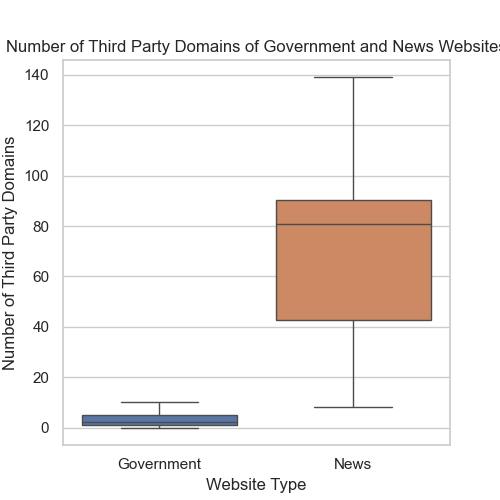 Number of Third Party Domains of Government and News Websites
140
120
100
80
60
40
20
0
Number of Third Party Domains
Government
News
Website Type